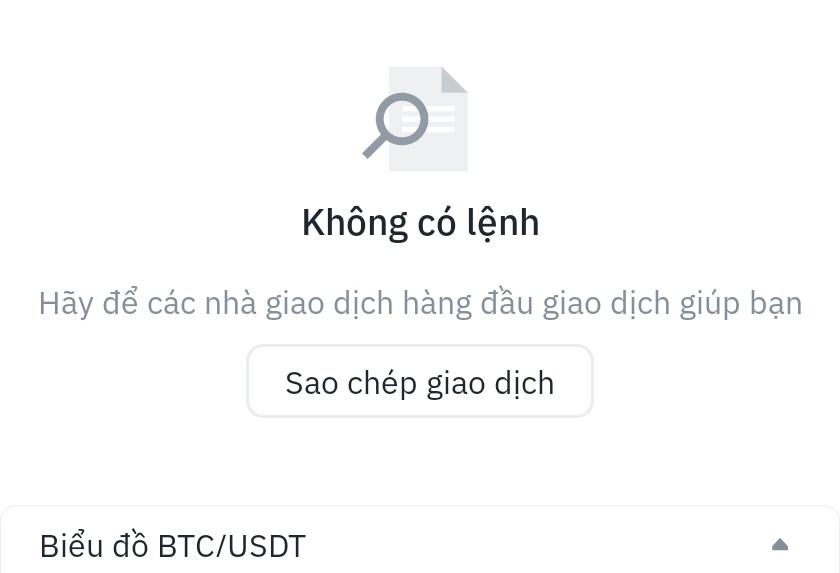 Không có lệnh
Hãy để các nhà giao dịch hàng đầu giao dịch giúp bạn
Sao chép giao dịch
Biểu đồ BTC/USDT